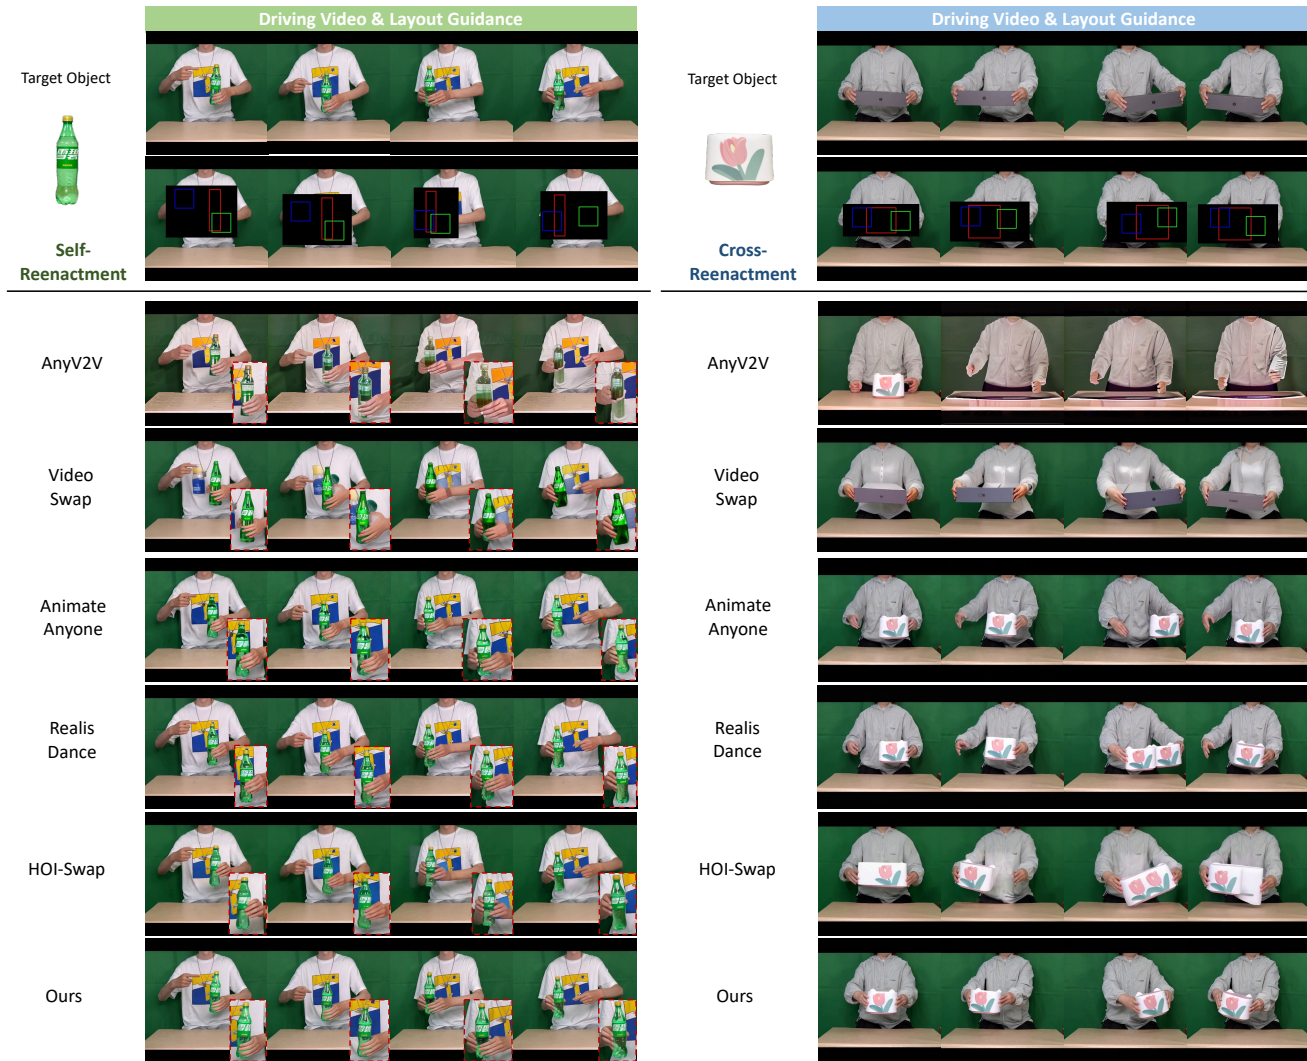 Driving Video & Layout Guidance
Target Object
Self-
Reenactment
AnyV2V
Video
Swap
Animate
Anyone
Realis
Dance
HOI-Swap
Ours
Driving Video & Layout Guidance
Target Object
Cross-
Reenactment
AnyV2V
Video
Swap
Animate
Anyone
Realis
Dance
HOI-Swap
Ours